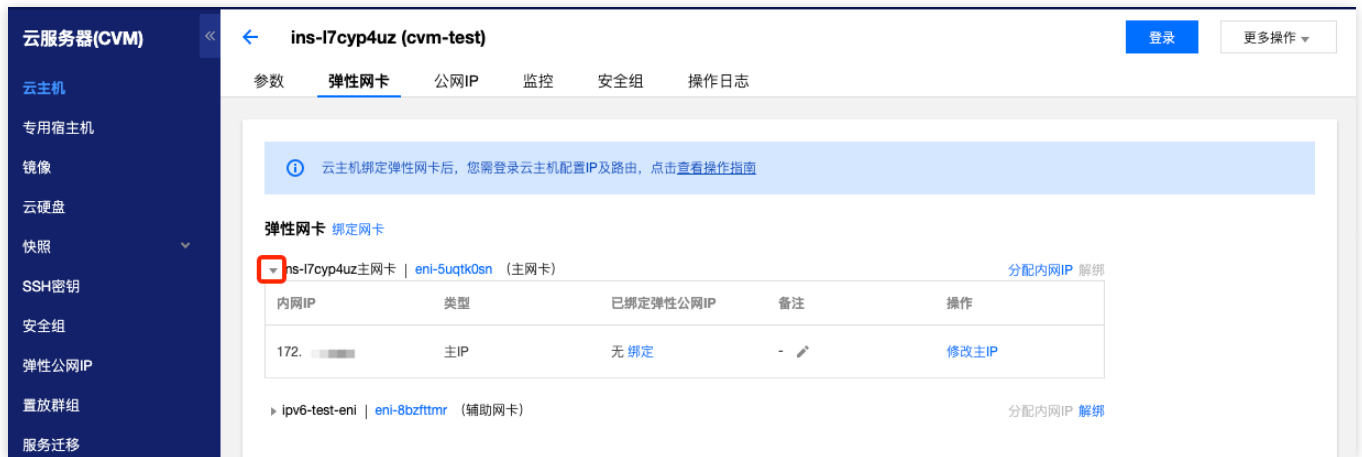 云服务器(CVM)
«
ins-l7cyp4uz (cvm-test)
登录
更多操作
参数 弹性网卡 公网IP 监控 安全组 操作日志
云主机
专用宿主机
镜像
云硬盘
快照
SSH密钥
安全组
弹性公网IP
置放群组
服务迁移
云主机绑定弹性网卡后，您需登录云主机配置IP及路由，点击查看操作指南
弹性网卡 绑定网卡
ns-l7cyp4uz主网卡 | eni-5uqtk0sn （主网卡） 分配内网IP 解绑
内网IP 类型 已绑定弹性公网IP 备注 操作
172. 主IP 无 绑定 - 修改主IP
ipv6-test-eni | eni-8bzfttmr （辅助网卡） 分配内网IP 解绑